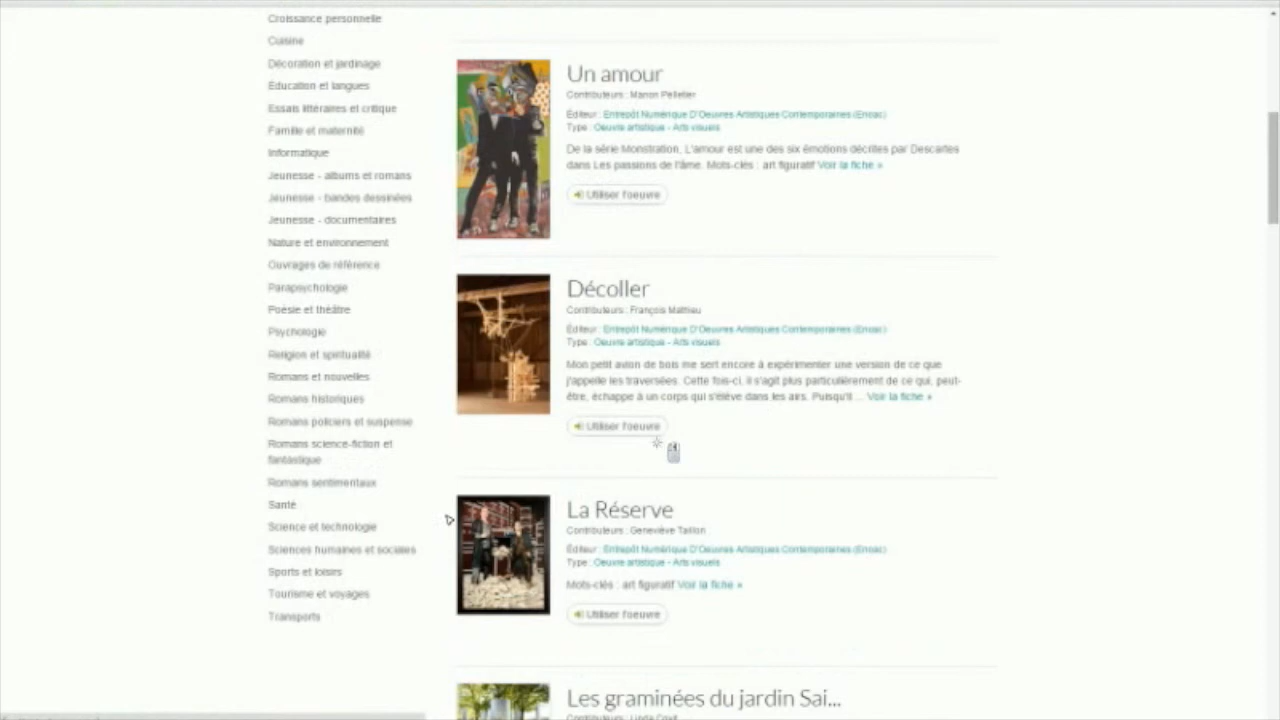 Croissance personnelle
Cuisine
Décoration et jardinage
Éducation et langues
Essais littéraires et critique
Famille et maternité
Informatique
Jeunesse - albums et romans
Jeunesse - bandes dessinées
Jeunesse - documentaires
Nature et environnement
Ouvrages de référence
Parapsychologie
Poésie et théâtre
Psychologie
Religion et spiritualité
Romans et nouvelles
Romans historiques
Romans policiers et suspense
Romans science-fiction et
fantastique
Romans sentimentaux
Santé
Science et technologie
Sciences humaines et sociales
Sports et loisirs
Tourisme et voyages
Transports
Un amour
Contributeurs : Manon Pelletier
Éditeur : Entrepôt Numérique D'Oeuvres Artistiques Contemporaines (Enoac)
Type : Oeuvre artistique - Arts visuels
De la série Monstration, L'amour est une des six émotions décrites par Descartes
dans Les passions de l'âme. Mots-clés : art figuratif Voir la fiche »
Utiliser l'oeuvre
Décoller
Contributeurs : François Mathieu
Éditeur : Entrepôt Numérique D'Oeuvres Artistiques Contemporaines (Enoac)
Type : Oeuvre artistique - Arts visuels
Mon petit avion de bois me sert encore à expérimenter une version de ce que
j'appelle les traversées. Cette fois-ci, il s'agit plus particulièrement de ce qui, peut-
être, échappe à un corps qui s'élève dans les airs. Puisqu'il ... Voir la fiche »
Utiliser l'oeuvre
La Réserve
Contributeurs : Geneviève Taillon
Éditeur : Entrepôt Numérique D'Oeuvres Artistiques Contemporaines (Enoac)
Type : Oeuvre artistique - Arts visuels
Mots-clés : art figuratif Voir la fiche »
Utiliser l'oeuvre
Les graminées du jardin Sai...
Contributeurs : Linda